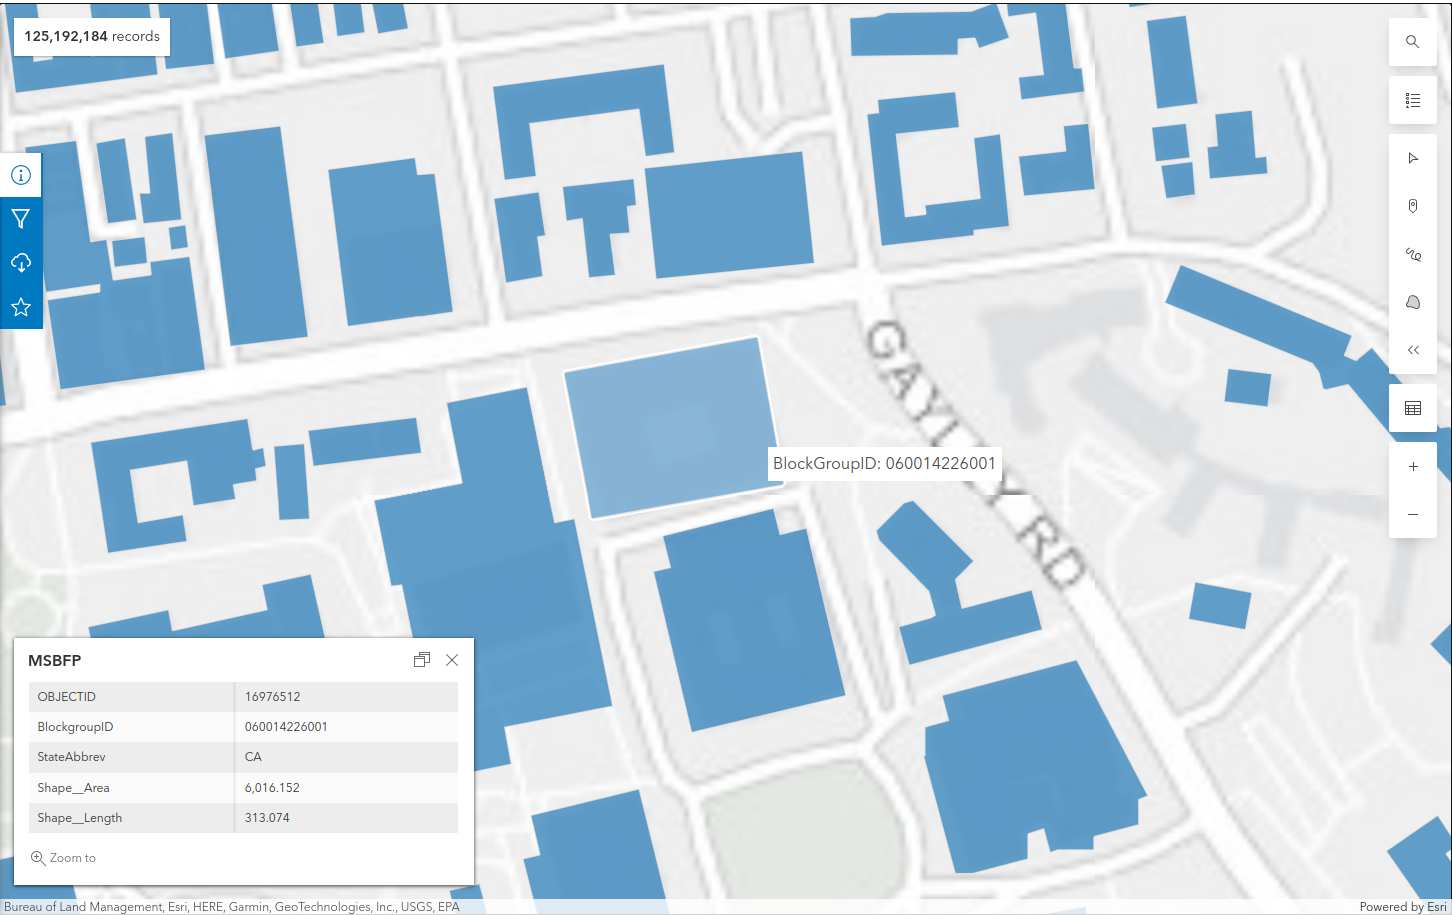 125,192,184 records
GAYLEY RD
BlockGroupID: 060014226001
MSBFP
OBJECTID 16976512
BlockgroupID 060014226001
StateAbbrev CA
Shape__Area 6,016.152
Shape__Length 313.074
Zoom to
Bureau of Land Management, Esri, HERE, Garmin, GeoTechnologies, Inc., USGS, EPA
Powered by Esri